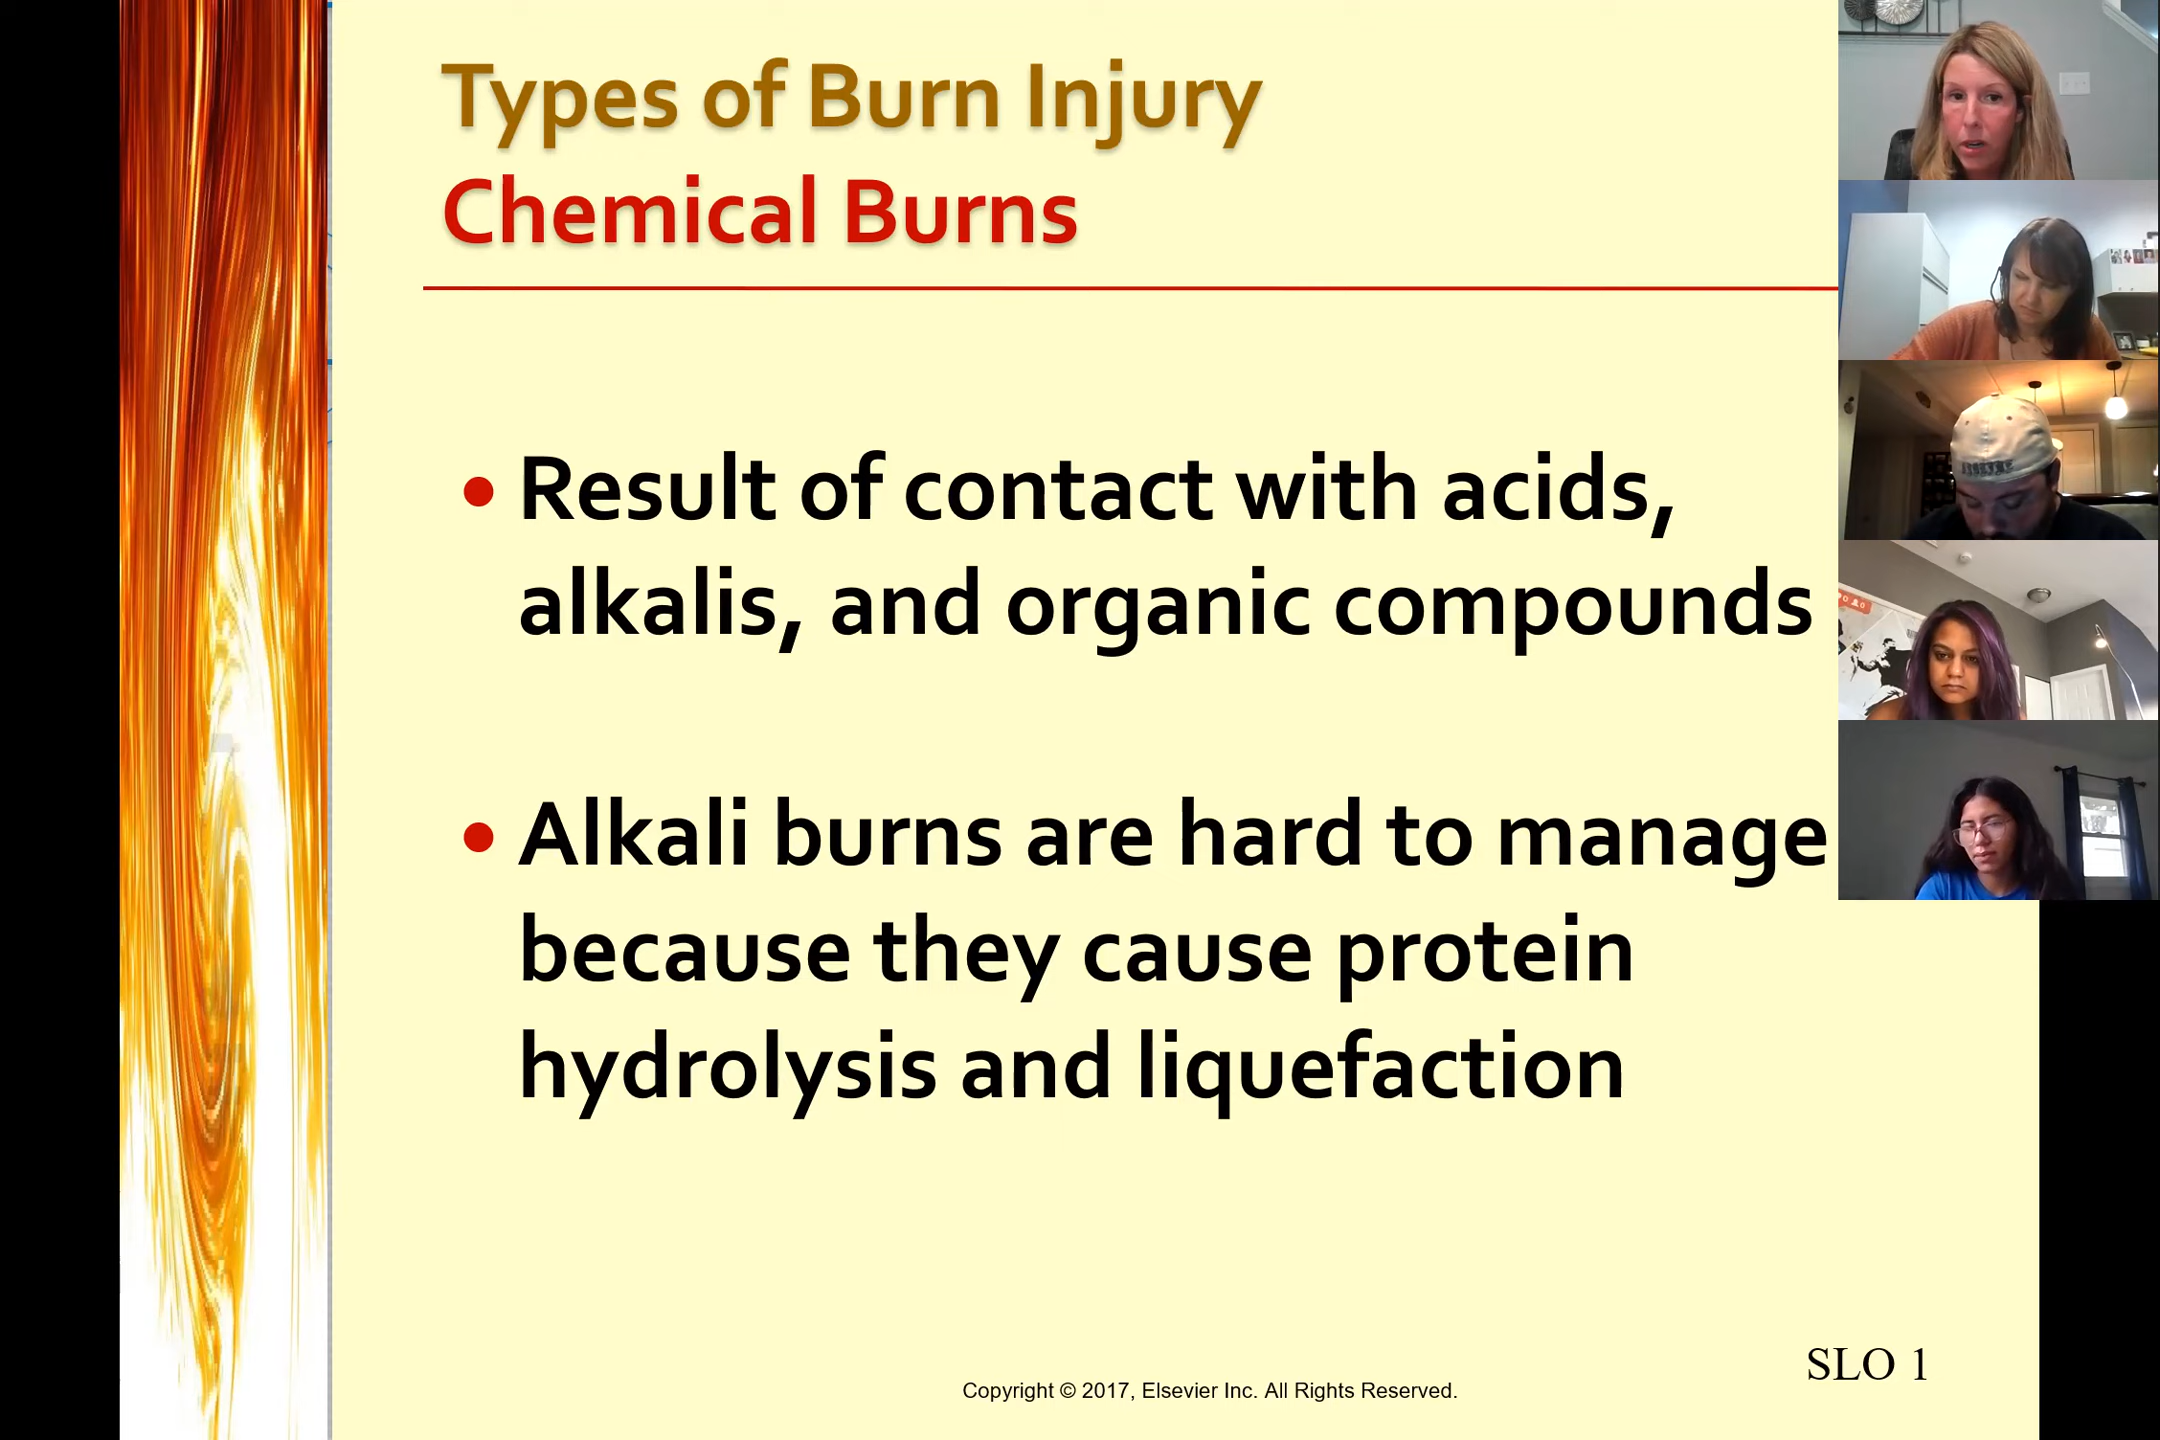 Types of Burn Injury
Chemical Burns
• Result of contact with acids,
alkalis, and organic compounds
• Alkali burns are hard to manage
because they cause protein
hydrolysis and liquefaction
SLO 1
Copyright © 2017, Elsevier Inc. All Rights Reserved.